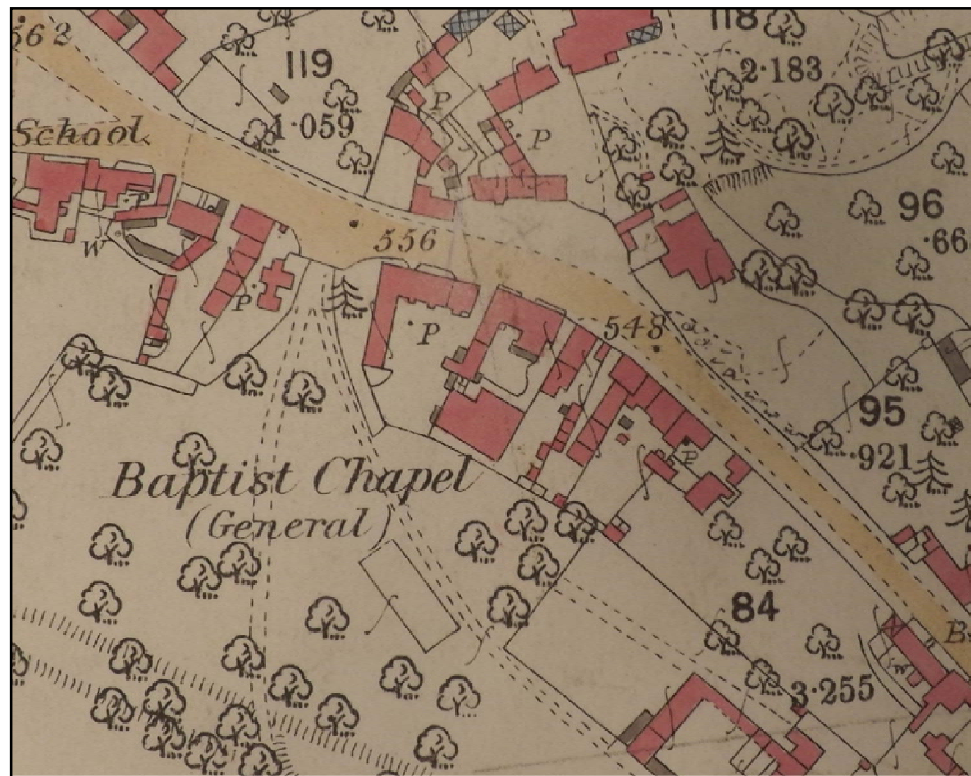 562
118
119
2·183
P
1·059
P
School
96
·66
P
W
556
P
P
548
95
·921
P
Baptist Chapel
(General)
84
B
W
3·255